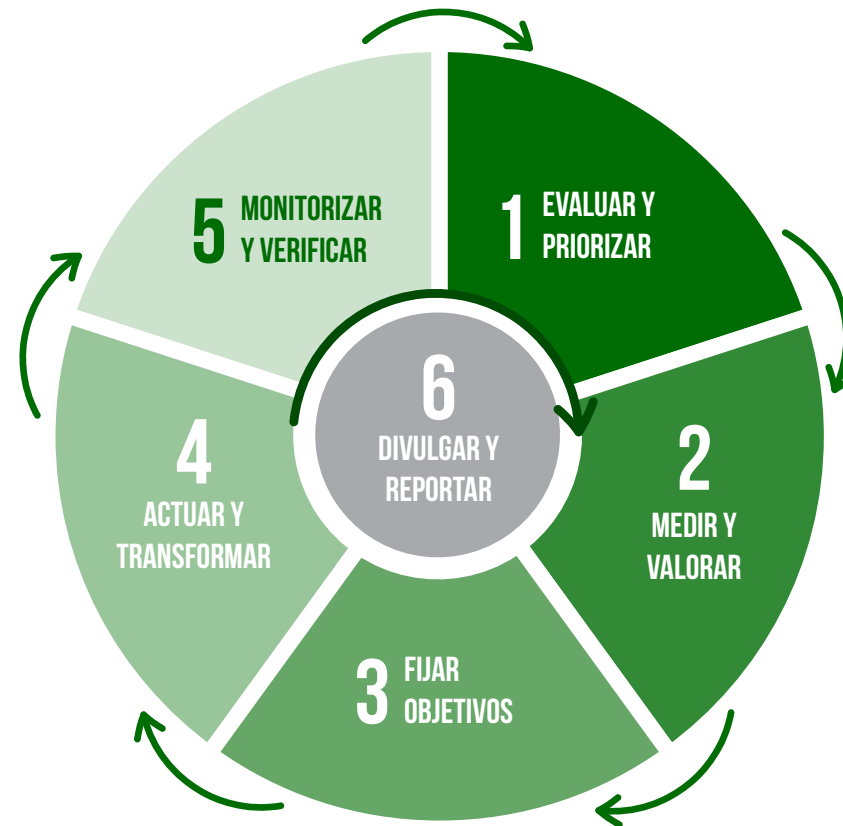 1
EVALUAR Y
PRIORIZAR
2
MEDIR Y
VALORAR
3
FIJAR
OBJETIVOS
4
ACTUAR Y
TRANSFORMAR
5
MONITORIZAR
Y VERIFICAR
6
DIVULGAR Y
REPORTAR